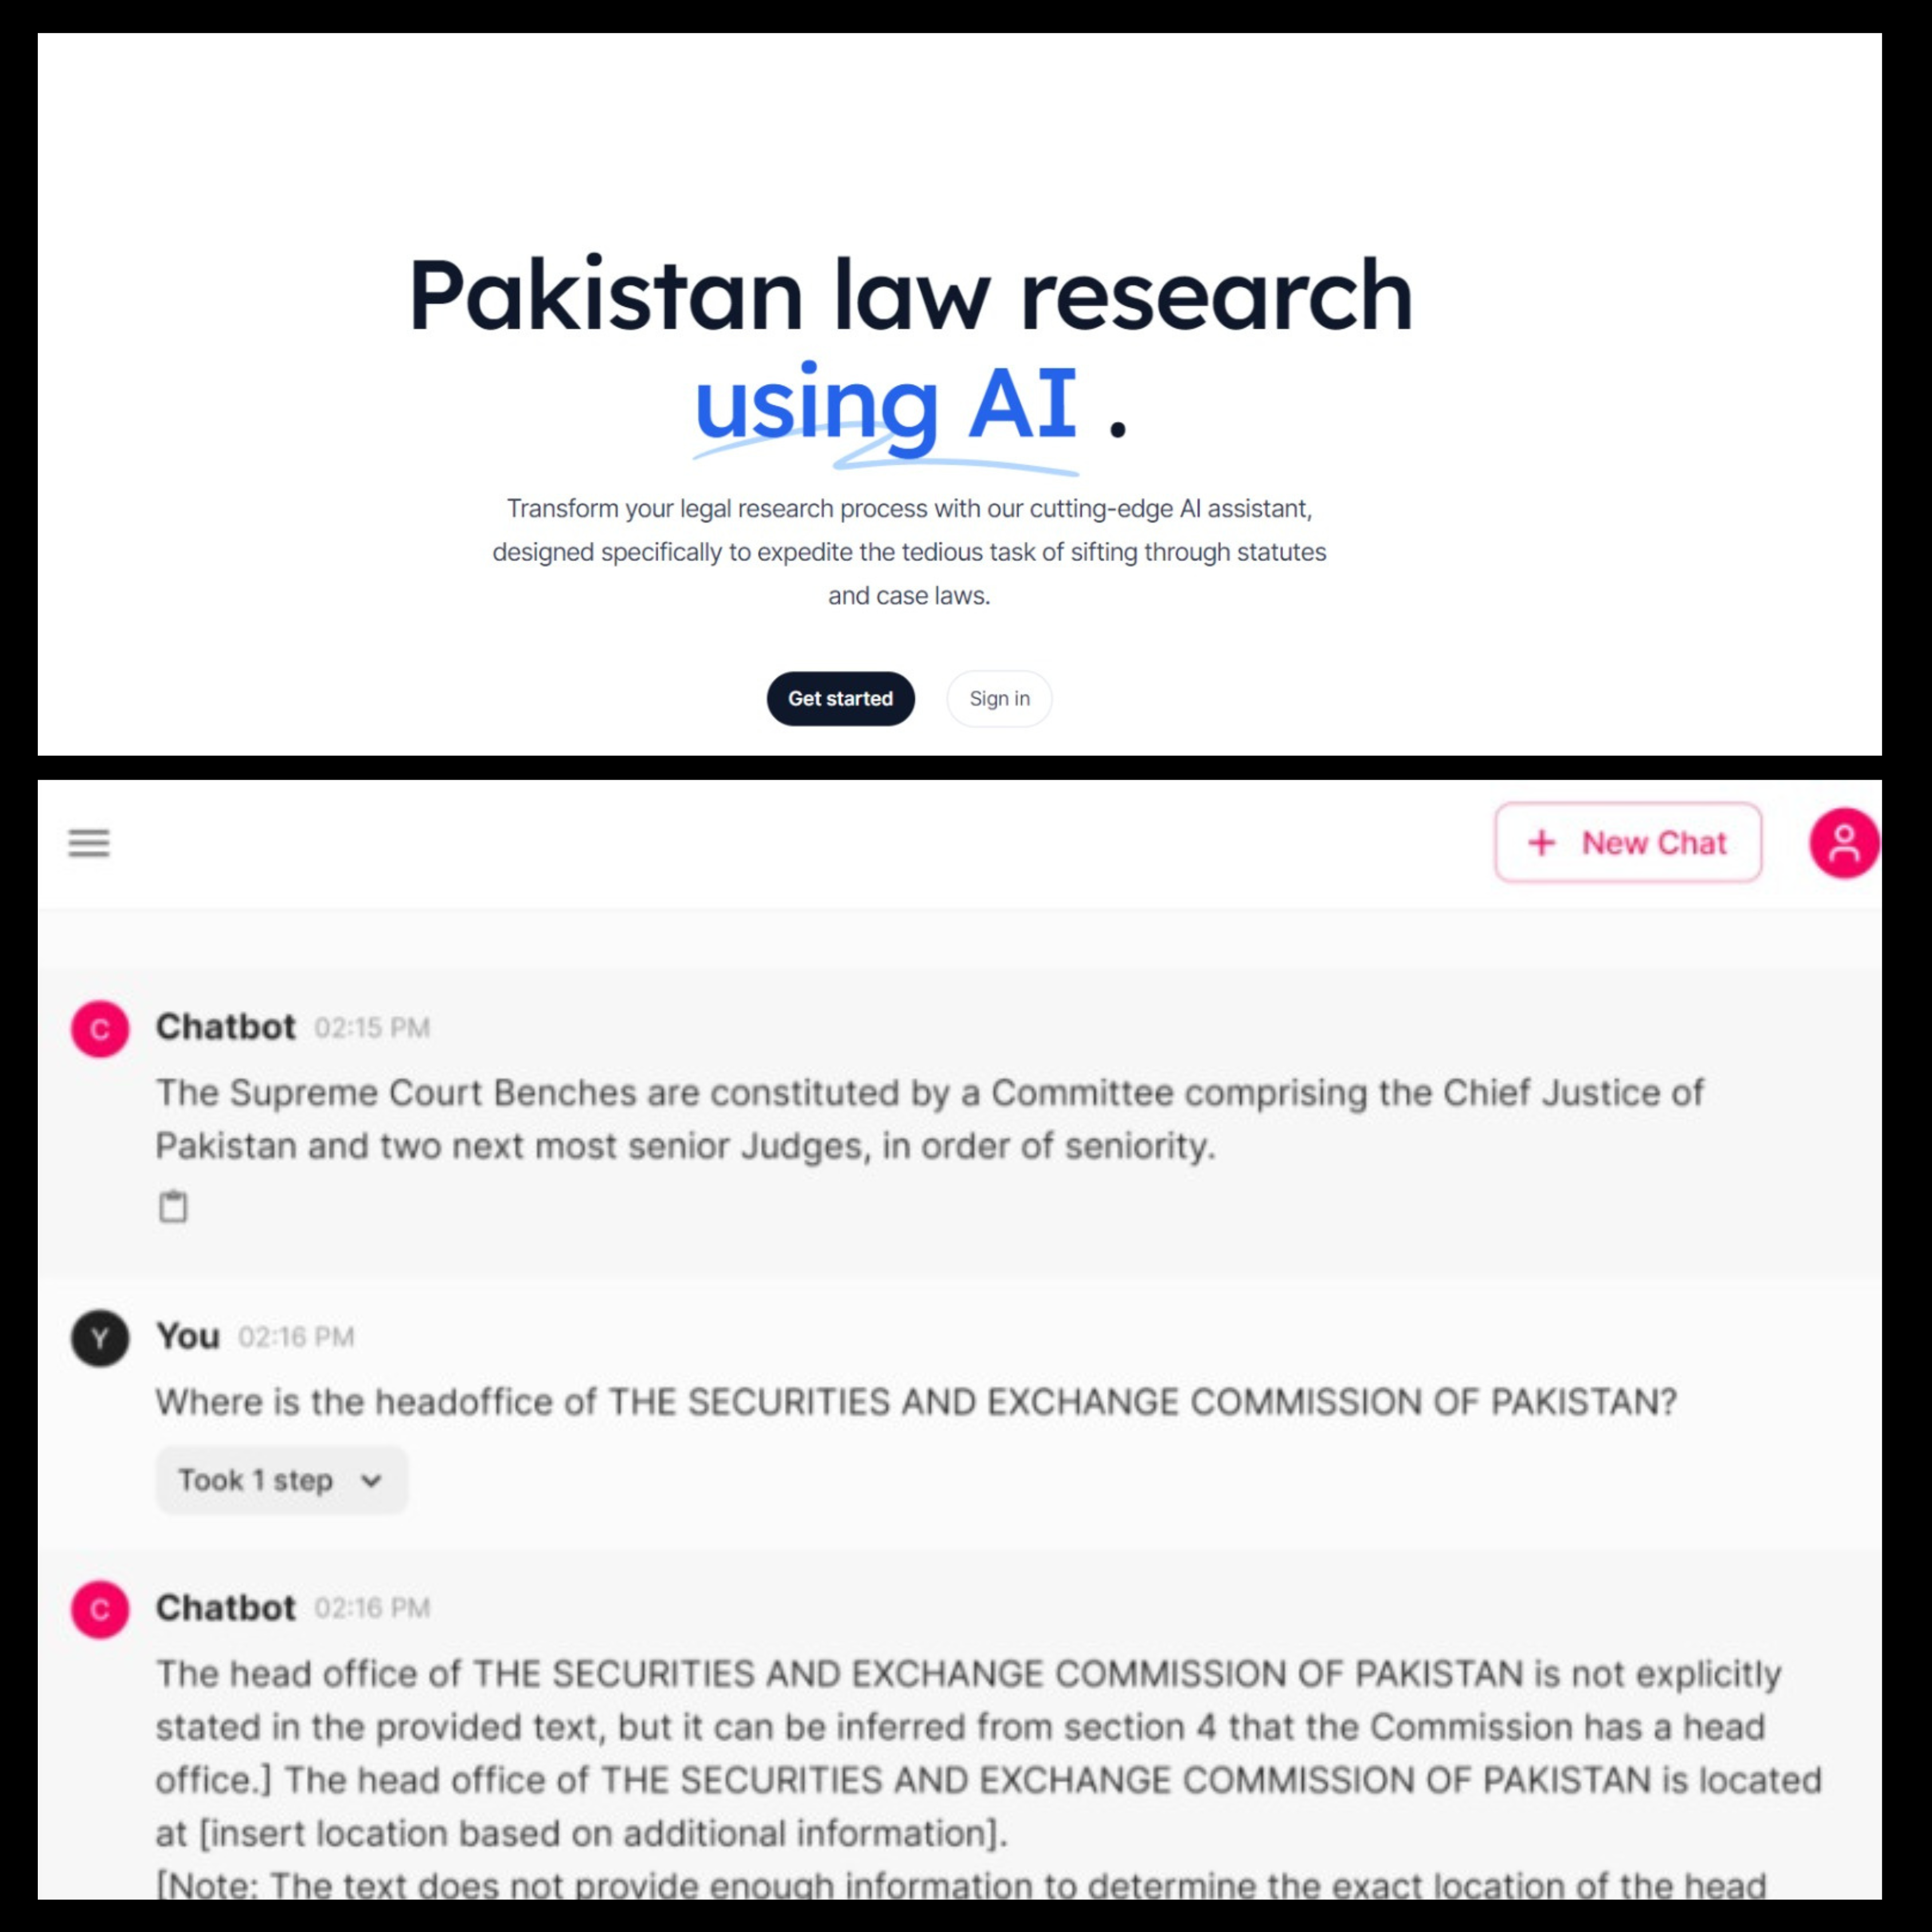 Pakistan law research
using AI .
Transform your legal research process with our cutting-edge AI assistant,
designed specifically to expedite the tedious task of sifting through statutes
and case laws.
Get started
Sign in
+ New Chat
C
Chatbot 02:15 PM
The Supreme Court Benches are constituted by a Committee comprising the Chief Justice of
Pakistan and two next most senior Judges, in order of seniority.
Y
You 02:16 PM
Where is the headoffice of THE SECURITIES AND EXCHANGE COMMISSION OF PAKISTAN?
Took 1 step
C
Chatbot 02:16 PM
The head office of THE SECURITIES AND EXCHANGE COMMISSION OF PAKISTAN is not explicitly
stated in the provided text, but it can be inferred from section 4 that the Commission has a head
office.] The head office of THE SECURITIES AND EXCHANGE COMMISSION OF PAKISTAN is located
at [insert location based on additional information].
[Note: The text does not provide enough information to determine the exact location of the head